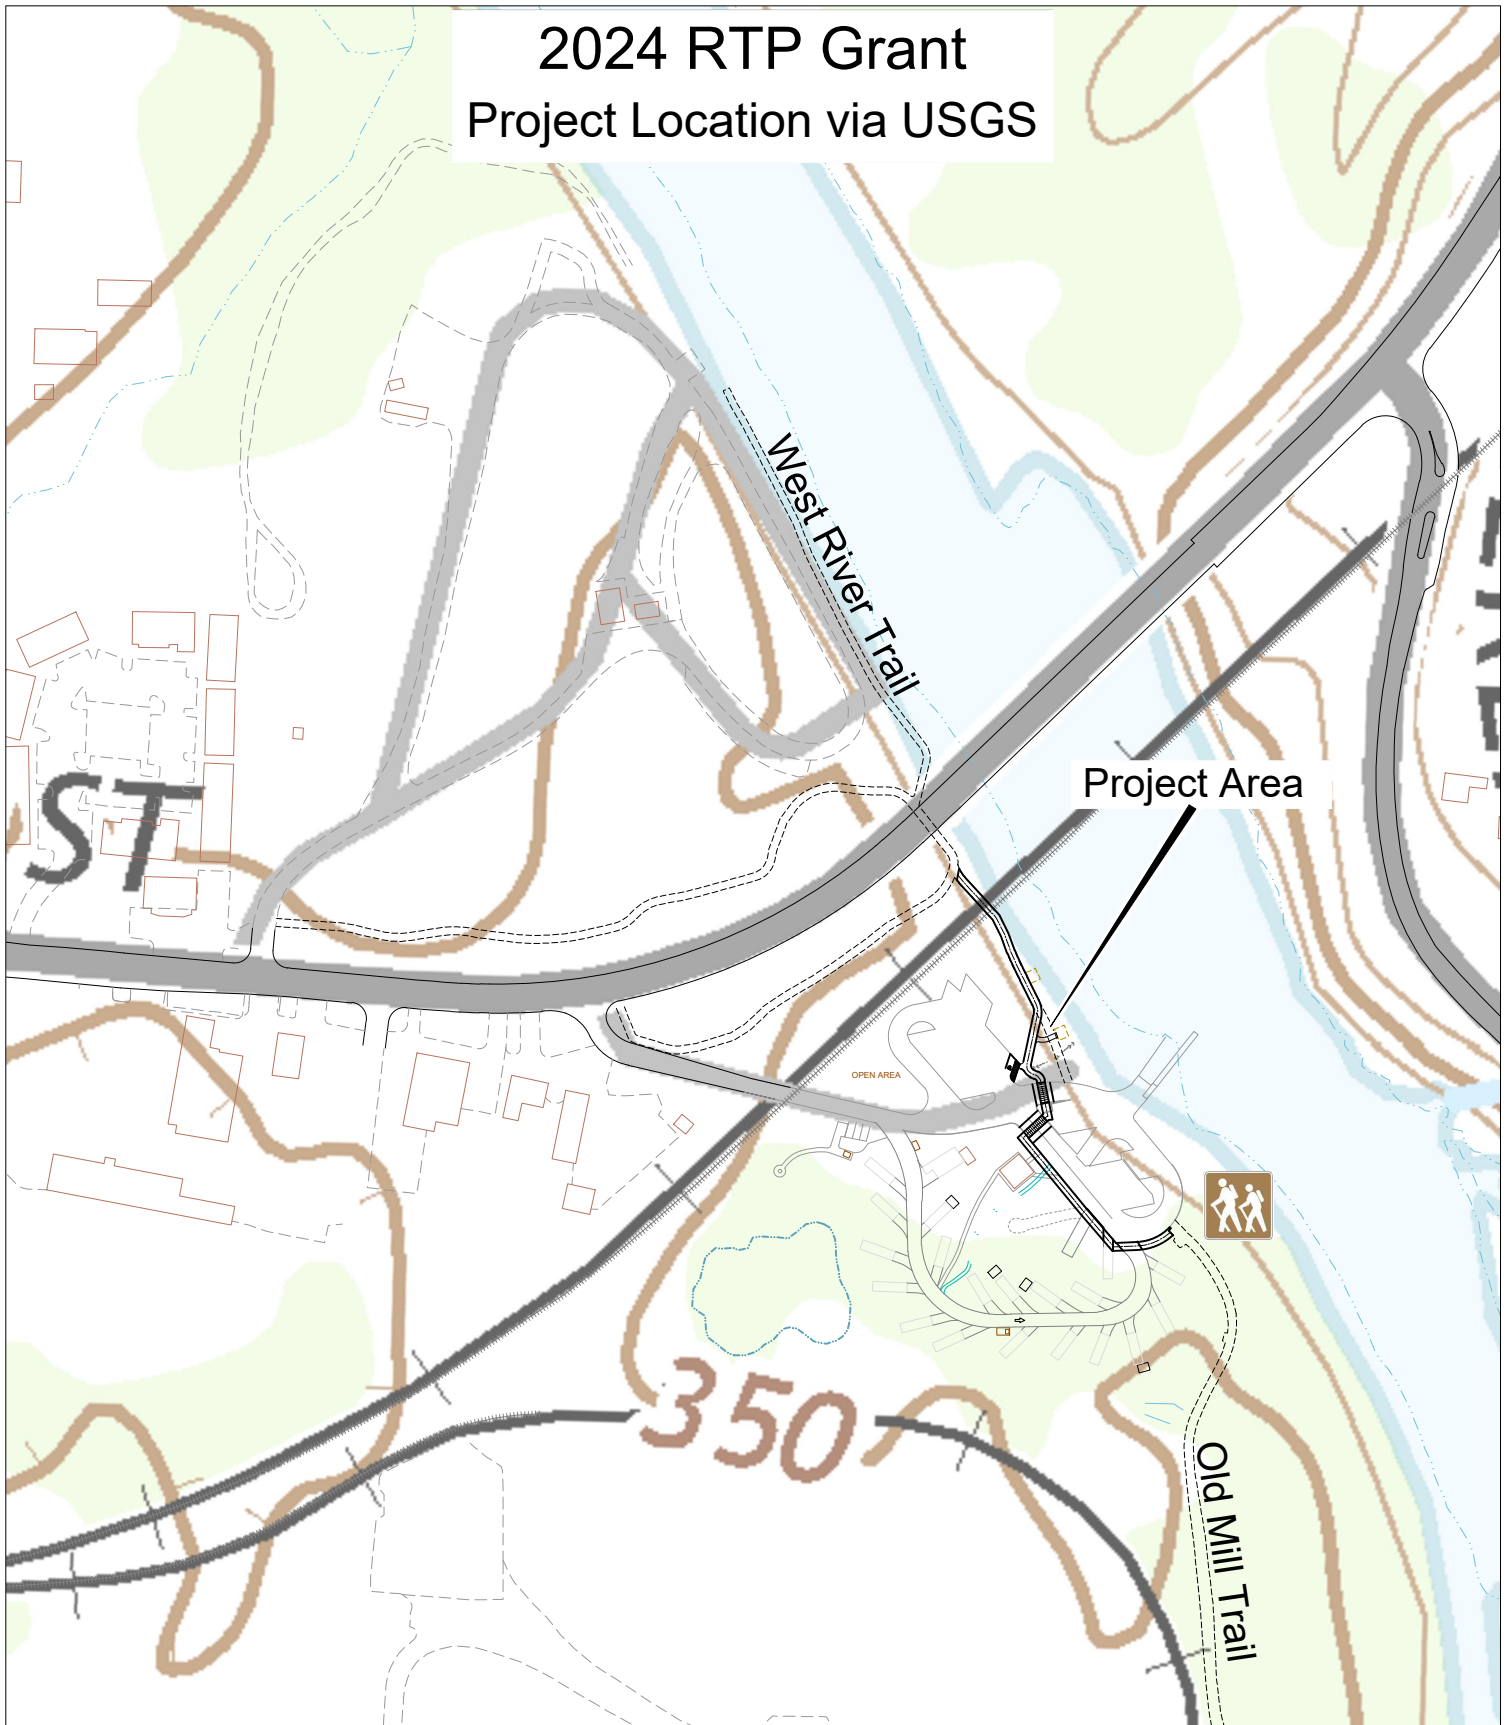 2024 RTP Grant
Project Location via USGS
West River Trail
Project Area
ST
OPEN AREA
350
Old Mill Trail